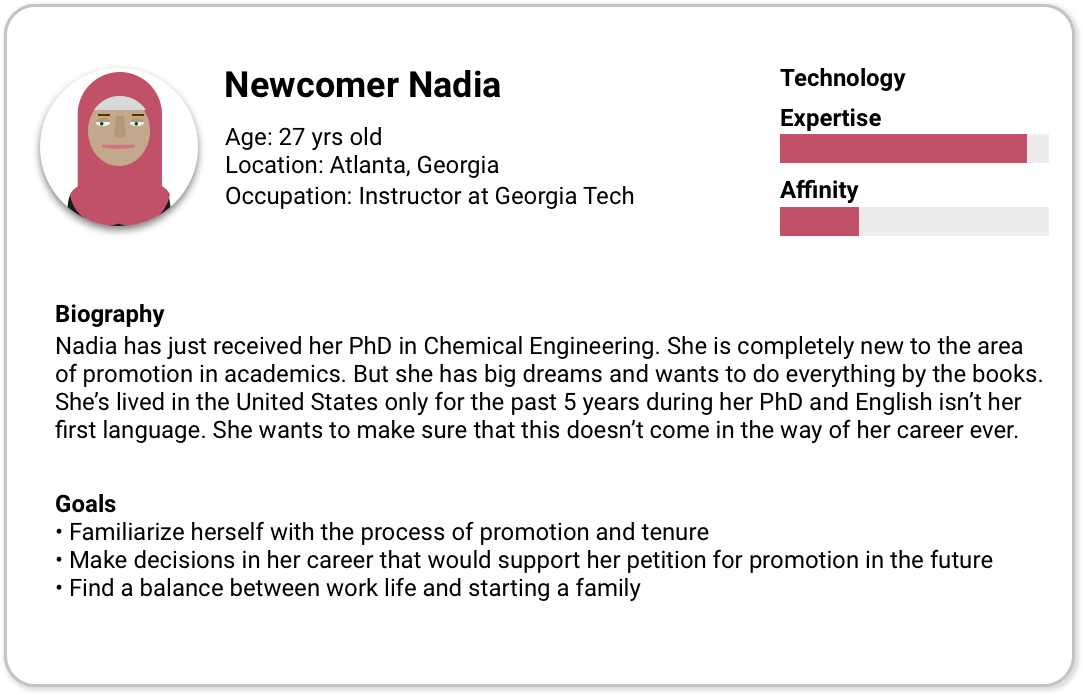 Newcomer Nadia
Age: 27 yrs old
Location: Atlanta, Georgia
Occupation: Instructor at Georgia Tech
Technology
Expertise
Affinity
Biography
Nadia has just received her PhD in Chemical Engineering. She is completely new to the area
of promotion in academics. But she has big dreams and wants to do everything by the books.
She’s lived in the United States only for the past 5 years during her PhD and English isn’t her
first language. She wants to make sure that this doesn’t come in the way of her career ever.
Goals
• Familiarize herself with the process of promotion and tenure
• Make decisions in her career that would support her petition for promotion in the future
• Find a balance between work life and starting a family